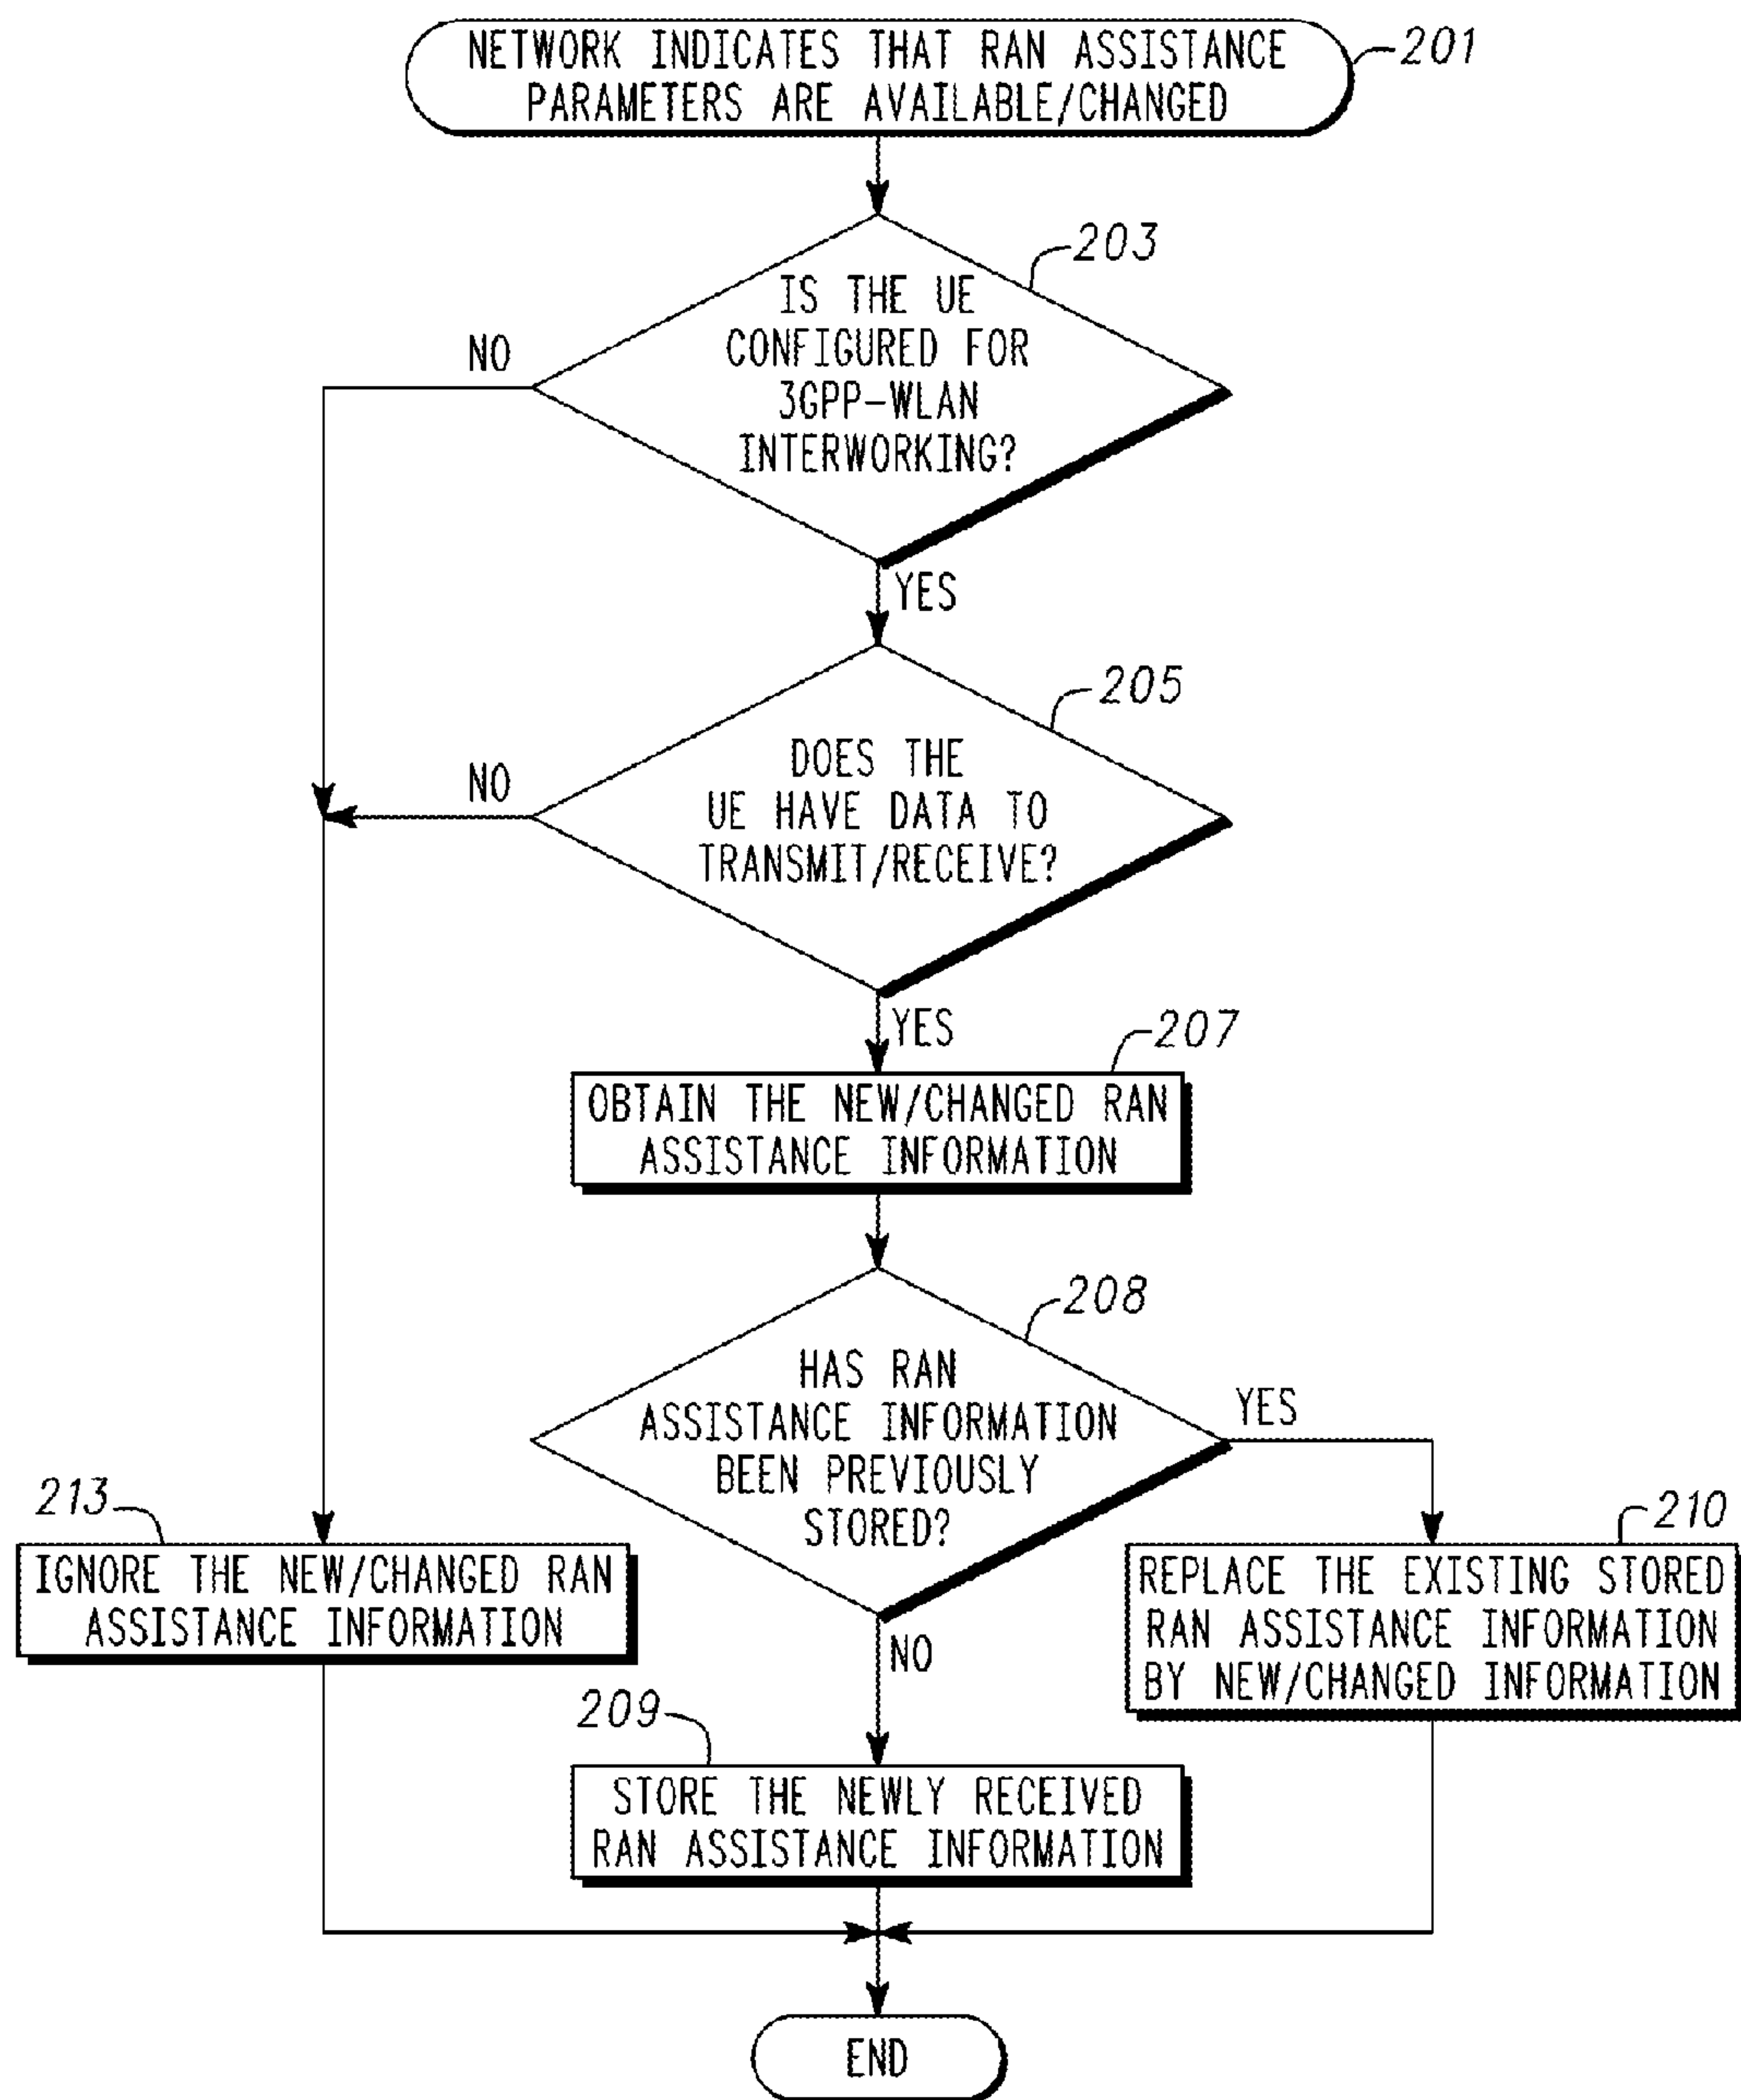 NETWORK INDICATES THAT RAN ASSISTANCE
PARAMETERS ARE AVAILABLE/CHANGED
201
203
IS THE UE
CONFIGURED FOR
3GPP-WLAN
INTERWORKING?
NO
YES
205
DOES THE
UE HAVE DATA TO
TRANSMIT/RECEIVE?
NO
YES
207
OBTAIN THE NEW/CHANGED RAN
ASSISTANCE INFORMATION
208
HAS RAN
ASSISTANCE INFORMATION
BEEN PREVIOUSLY
STORED?
YES
NO
213
IGNORE THE NEW/CHANGED RAN
ASSISTANCE INFORMATION
210
REPLACE THE EXISTING STORED
RAN ASSISTANCE INFORMATION
BY NEW/CHANGED INFORMATION
209
STORE THE NEWLY RECEIVED
RAN ASSISTANCE INFORMATION
END